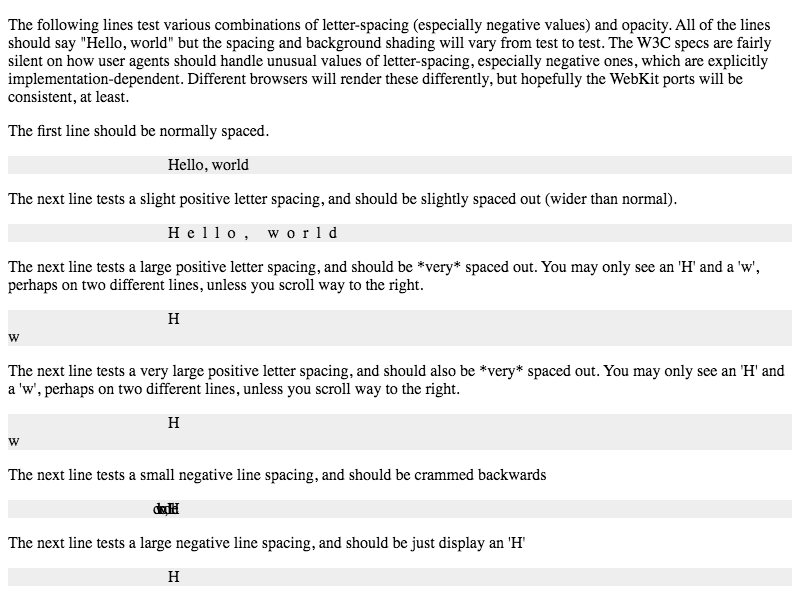 The following lines test various combinations of letter-spacing (especially negative values) and opacity. All of the lines
should say "Hello, world" but the spacing and background shading will vary from test to test. The W3C specs are fairly
silent on how user agents should handle unusual values of letter-spacing, especially negative ones, which are explicitly
implementation-dependent. Different browsers will render these differently, but hopefully the WebKit ports will be
consistent, at least.
The first line should be normally spaced.
Hello, world
The next line tests a slight positive letter spacing, and should be slightly spaced out (wider than normal).
H e l l o ,  w o r l d
The next line tests a large positive letter spacing, and should be *very* spaced out. You may only see an 'H' and a 'w',
perhaps on two different lines, unless you scroll way to the right.
H
w
The next line tests a very large positive letter spacing, and should also be *very* spaced out. You may only see an 'H' and
a 'w', perhaps on two different lines, unless you scroll way to the right.
H
w
The next line tests a small negative line spacing, and should be crammed backwards
The next line tests a large negative line spacing, and should be just display an 'H'
H